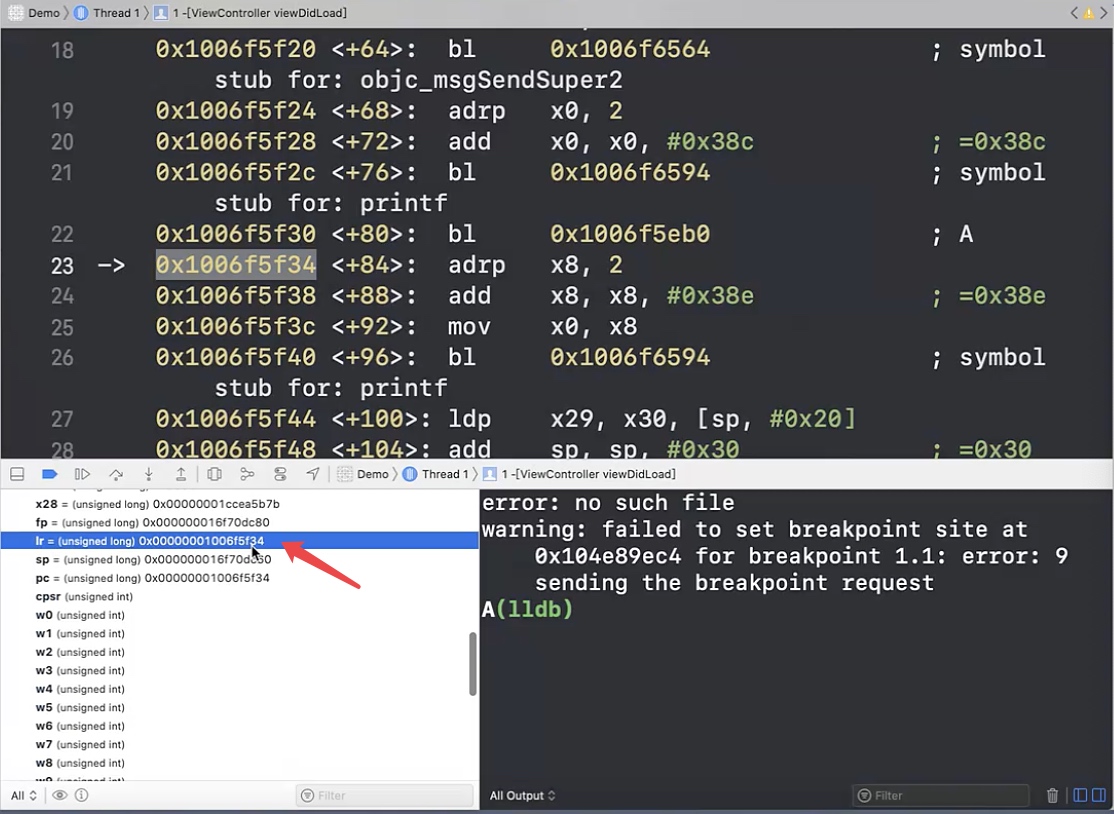 Demo Thread 1 1 -[ViewController viewDidLoad]
18 0x1006f5f20 <+64>: bl 0x1006f6564 ; symbol
stub for: objc_msgSendSuper2
19 0x1006f5f24 <+68>: adrp x0, 2
20 0x1006f5f28 <+72>: add x0, x0, #0x38c ; =0x38c
21 0x1006f5f2c <+76>: bl 0x1006f6594 ; symbol
stub for: printf
22 0x1006f5f30 <+80>: bl 0x1006f5eb0 ; A
23 -> 0x1006f5f34 <+84>: adrp x8, 2
24 0x1006f5f38 <+88>: add x8, x8, #0x38e ; =0x38e
25 0x1006f5f3c <+92>: mov x0, x8
26 0x1006f5f40 <+96>: bl 0x1006f6594 ; symbol
stub for: printf
27 0x1006f5f44 <+100>: ldp x29, x30, [sp, #0x20]
28 0x1006f5f48 <+104>: add sp, sp, #0x30 ; =0x30
Demo Thread 1 1 -[ViewController viewDidLoad]
x28 = (unsigned long) 0x00000001ccea5b7b
fp = (unsigned long) 0x000000016f70dc80
lr = (unsigned long) 0x00000001006f5f34
sp = (unsigned long) 0x000000016f70dc60
pc = (unsigned long) 0x00000001006f5f34
cpsr (unsigned int)
w0 (unsigned int)
w1 (unsigned int)
w2 (unsigned int)
w3 (unsigned int)
w4 (unsigned int)
w5 (unsigned int)
w6 (unsigned int)
w7 (unsigned int)
w8 (unsigned int)
w9 (unsigned int)
All
Filter
error: no such file
warning: failed to set breakpoint site at
0x104e89ec4 for breakpoint 1.1: error: 9
sending the breakpoint request
A(lldb)
All Output
Filter